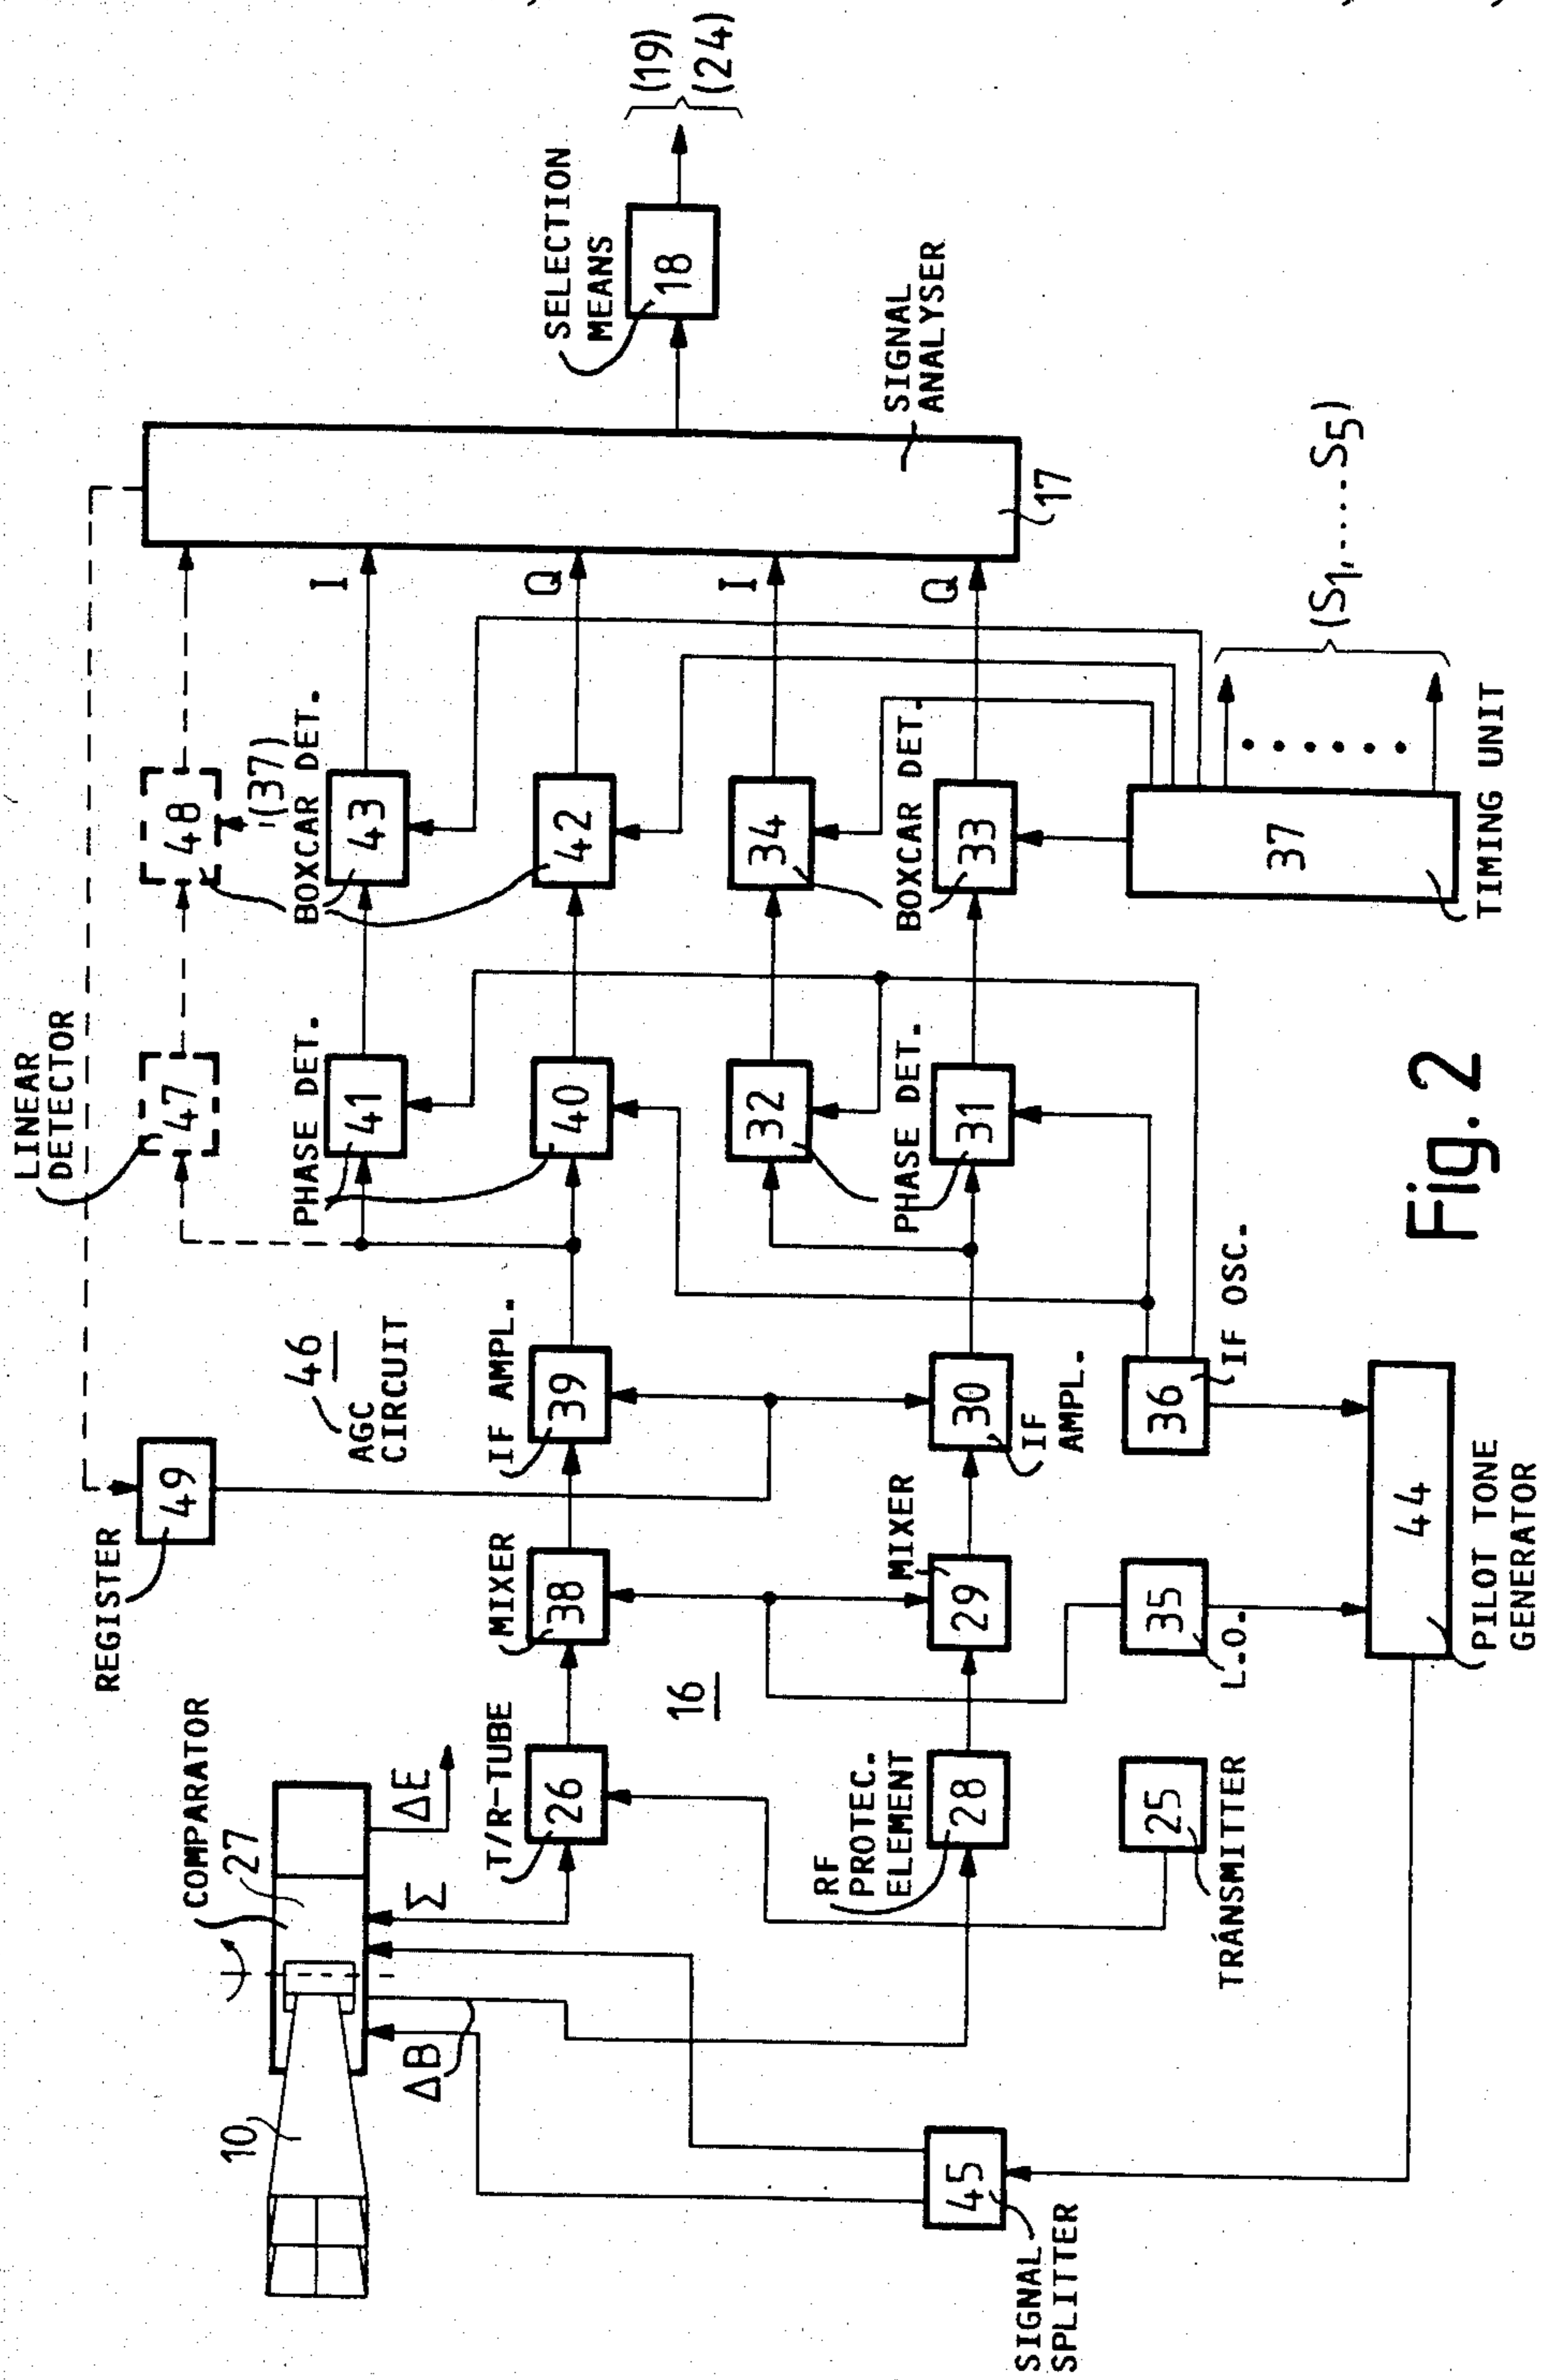 LINEAR
DETECTOR
REGISTER
49
46
AGC
CIRCUIT
47
48
(37)
COMPARATOR
27
10
ΔE
Σ
ΔB
T/R-TUBE
26
MIXER
38
IF AMPL.
39
PHASE DET.
41
40
BOXCAR DET.
43
42
I
Q
I
Q
16
RF
PROTEC.
ELEMENT
28
MIXER
29
30
IF
AMPL.
PHASE DET.
32
31
BOXCAR DET.
34
33
SIGNAL
ANALYSER
17
SELECTION
MEANS
18
(19)
(24)
SIGNAL
SPLITTER
45
25
TRANSMITTER
35
L.O.
36
IF OSC.
37
TIMING UNIT
(S1,.....S5)
44
PILOT TONE
GENERATOR
Fig. 2